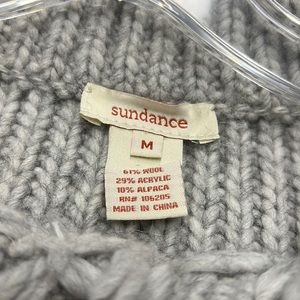 sundance
M
61% WOOL
29% ACRYLIC
10% ALPACA
RN# 106205
MADE IN CHINA